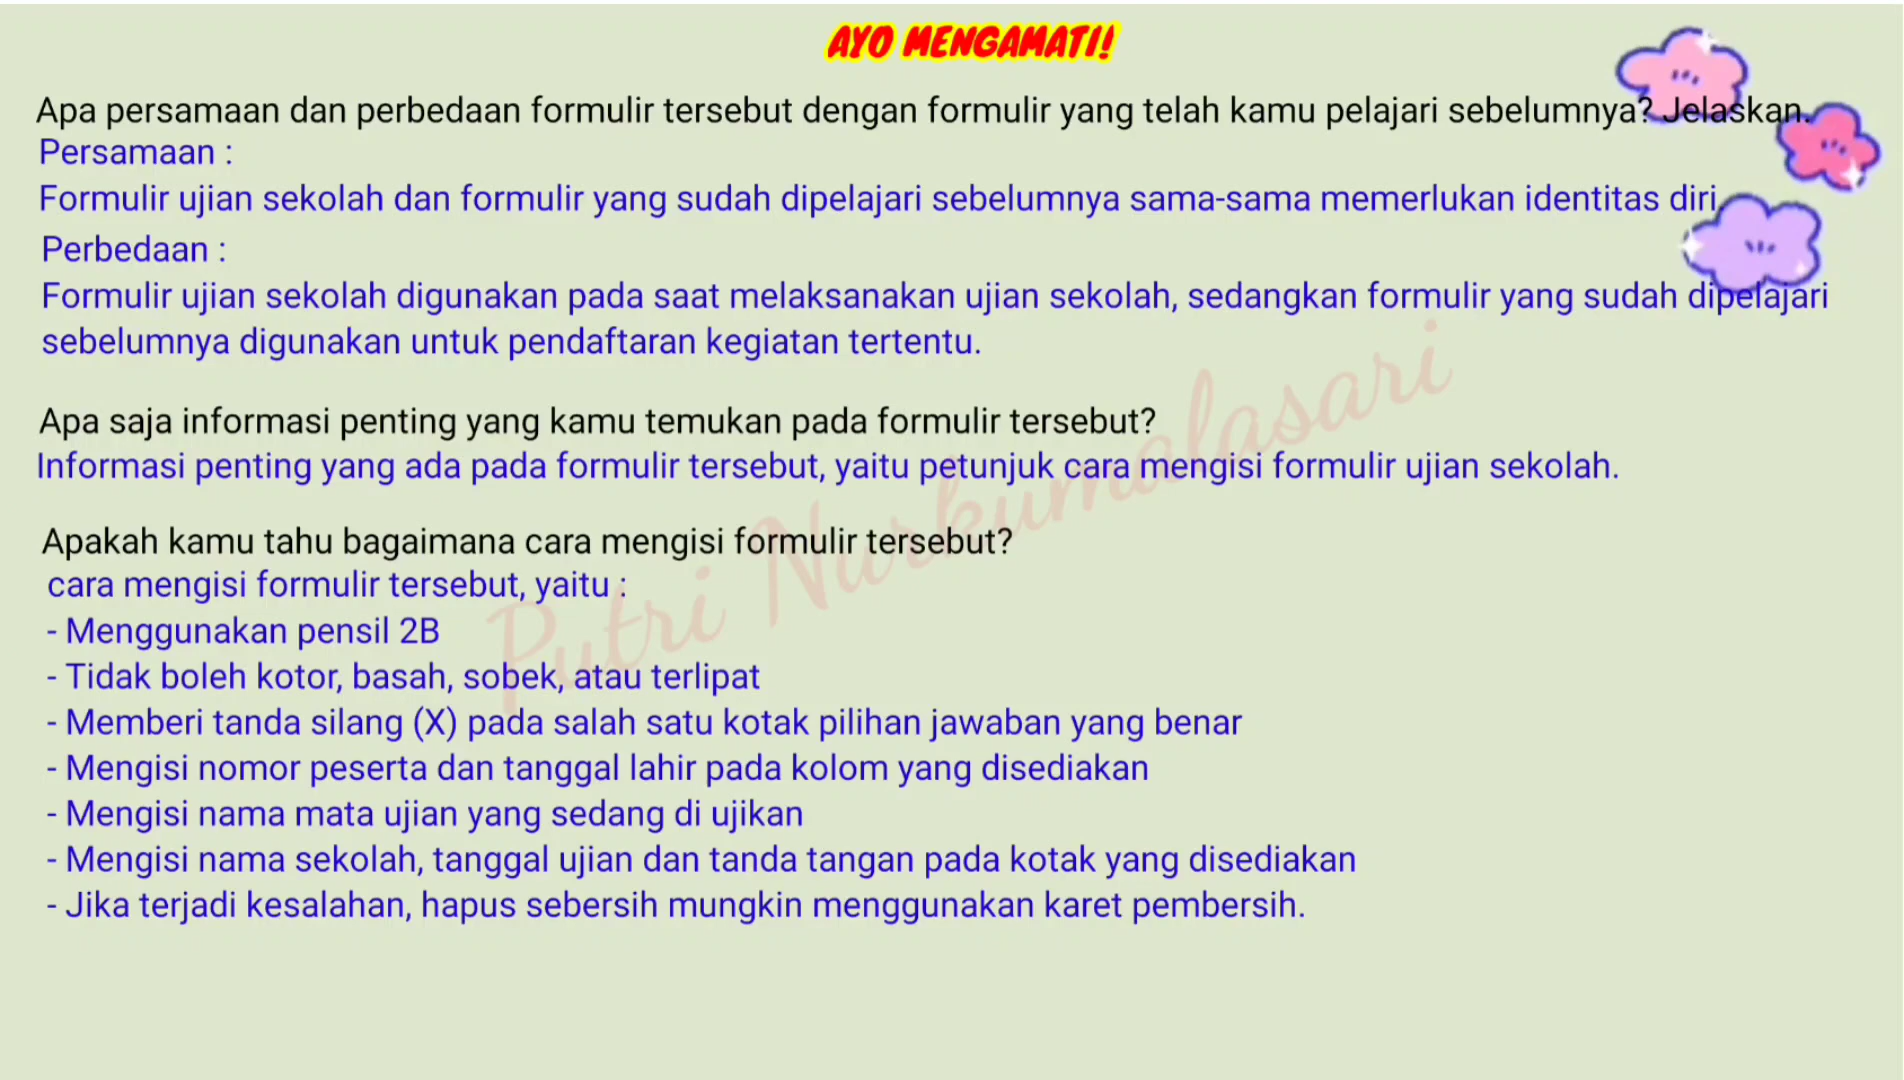 AYO MENGAMATI!
Apa persamaan dan perbedaan formulir tersebut dengan formulir yang telah kamu pelajari sebelumnya? Jelaskan.
Persamaan :
Formulir ujian sekolah dan formulir yang sudah dipelajari sebelumnya sama-sama memerlukan identitas diri.
Perbedaan :
Formulir ujian sekolah digunakan pada saat melaksanakan ujian sekolah, sedangkan formulir yang sudah dipelajari
sebelumnya digunakan untuk pendaftaran kegiatan tertentu.
Apa saja informasi penting yang kamu temukan pada formulir tersebut?
Informasi penting yang ada pada formulir tersebut, yaitu petunjuk cara mengisi formulir ujian sekolah.
Apakah kamu tahu bagaimana cara mengisi formulir tersebut?
cara mengisi formulir tersebut, yaitu :
- Menggunakan pensil 2B
- Tidak boleh kotor, basah, sobek, atau terlipat
- Memberi tanda silang (X) pada salah satu kotak pilihan jawaban yang benar
- Mengisi nomor peserta dan tanggal lahir pada kolom yang disediakan
- Mengisi nama mata ujian yang sedang di ujikan
- Mengisi nama sekolah, tanggal ujian dan tanda tangan pada kotak yang disediakan
- Jika terjadi kesalahan, hapus sebersih mungkin menggunakan karet pembersih.
Putri Nurkumalasari